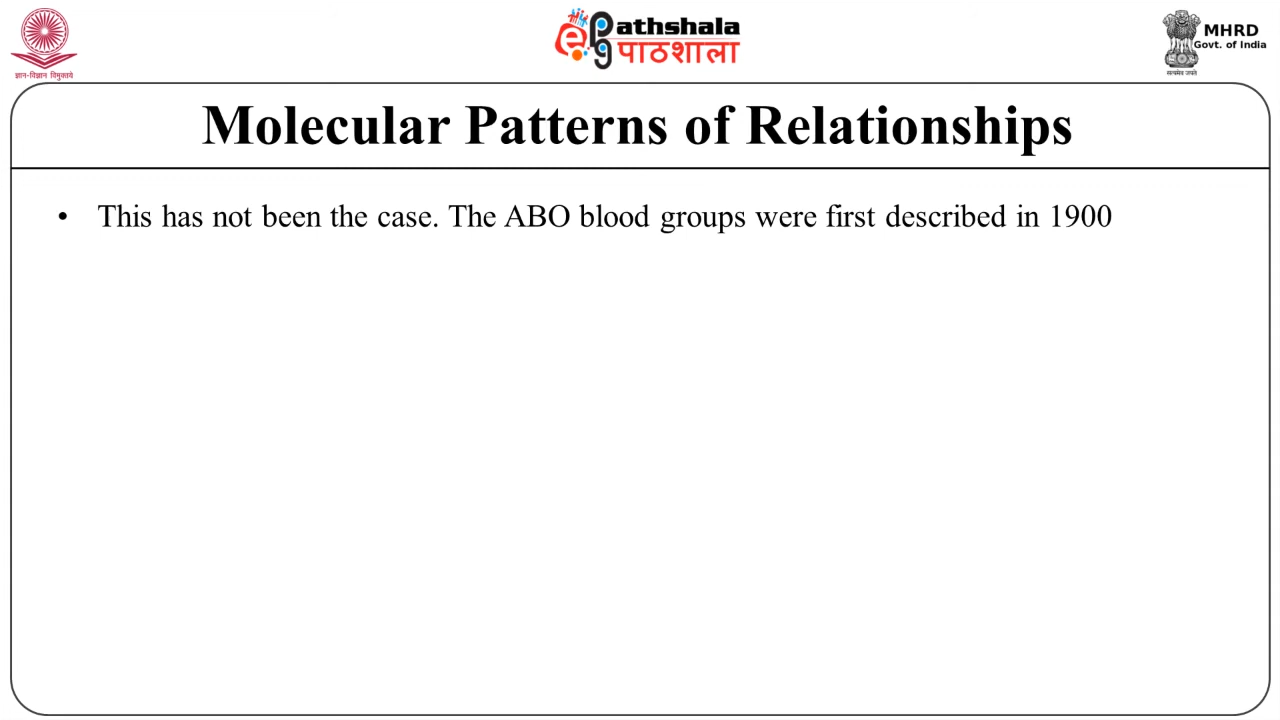 ज्ञान-विज्ञान विमुक्तये
ePathshala
पाठशाला
MHRD
Govt. of India
सत्यमेव जयते
Molecular Patterns of Relationships
• This has not been the case. The ABO blood groups were first described in 1900